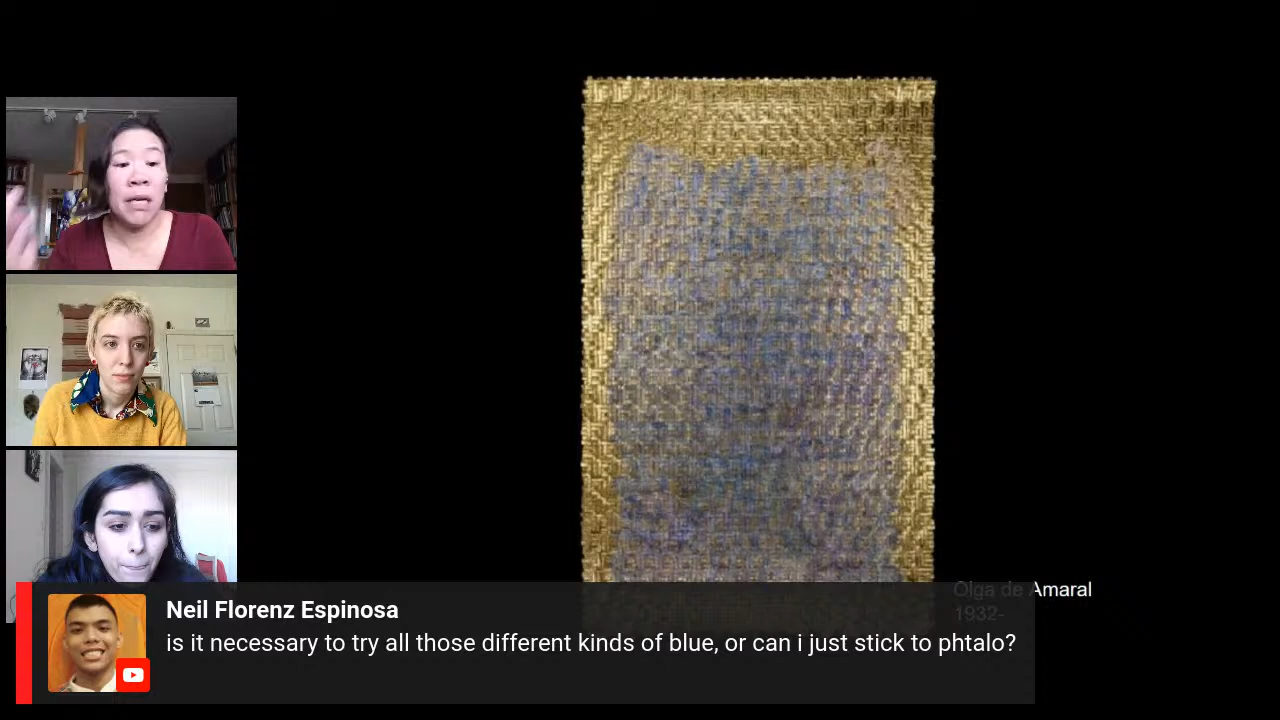 Olga de Amaral
1932-
Neil Florenz Espinosa
is it necessary to try all those different kinds of blue, or can i just stick to phtalo?